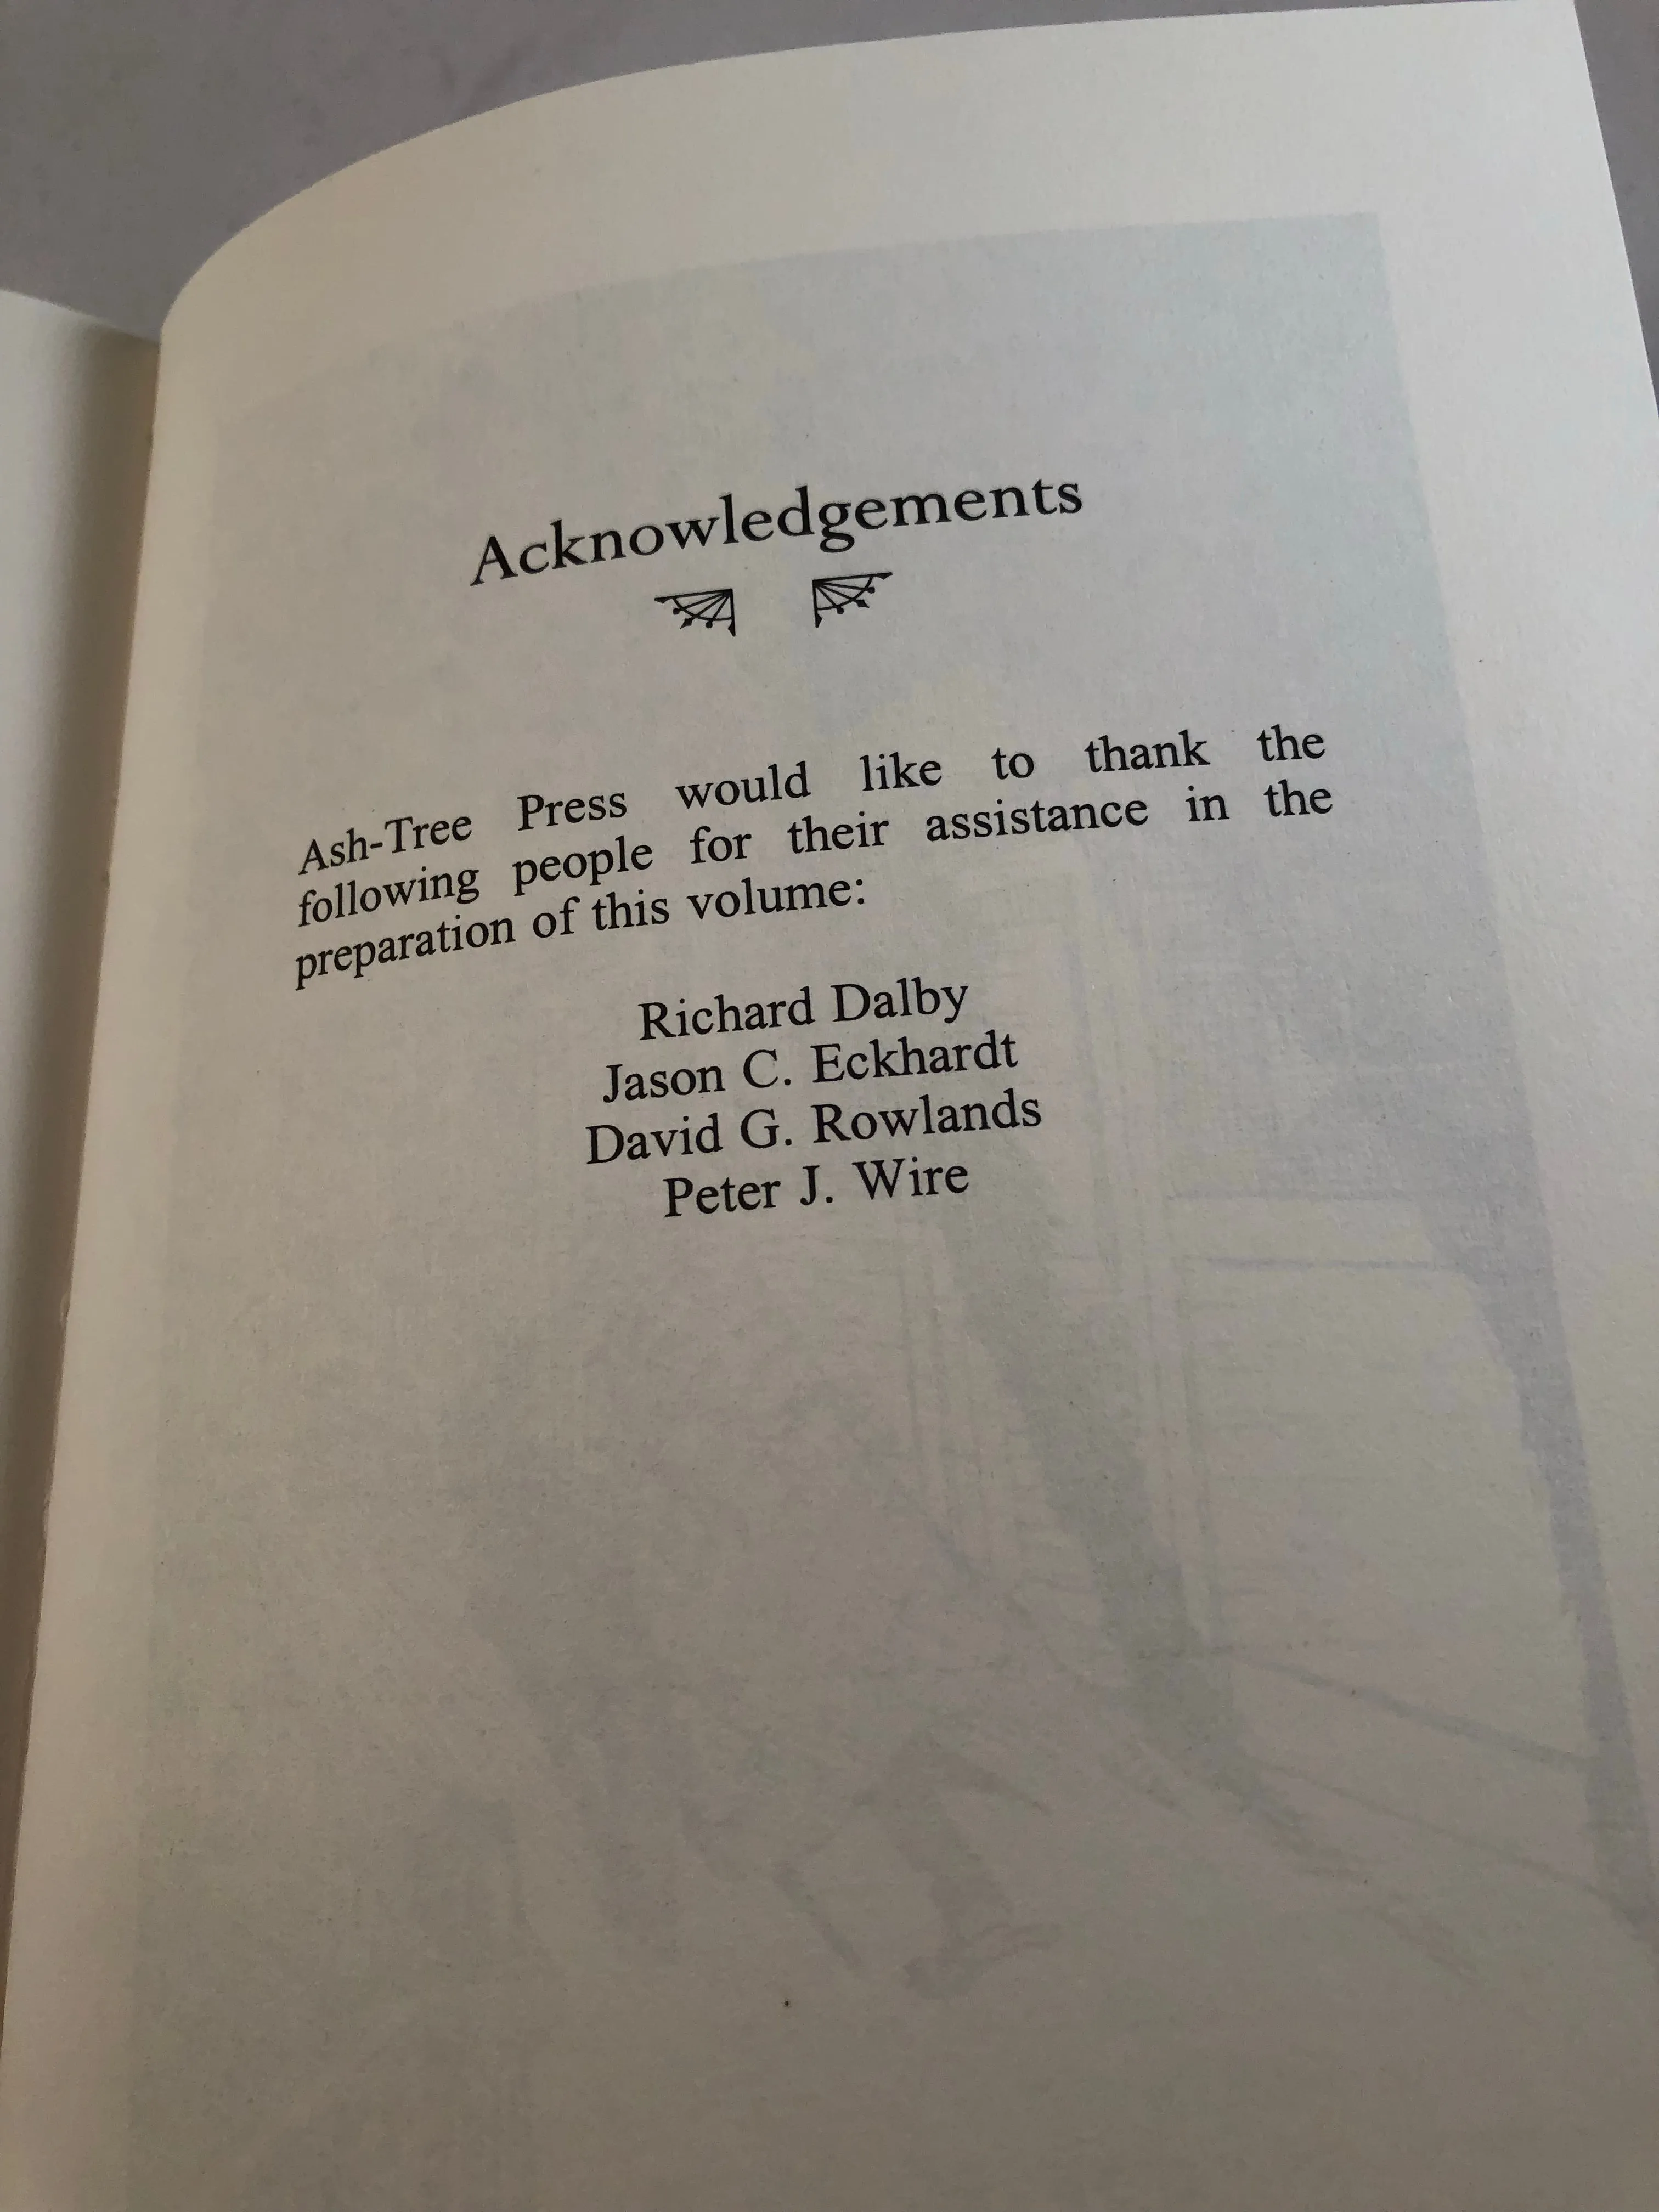 Acknowledgements
Ash-Tree Press would like to thank the
following people for their assistance in the
preparation of this volume:
Richard Dalby
Jason C. Eckhardt
David G. Rowlands
Peter J. Wire